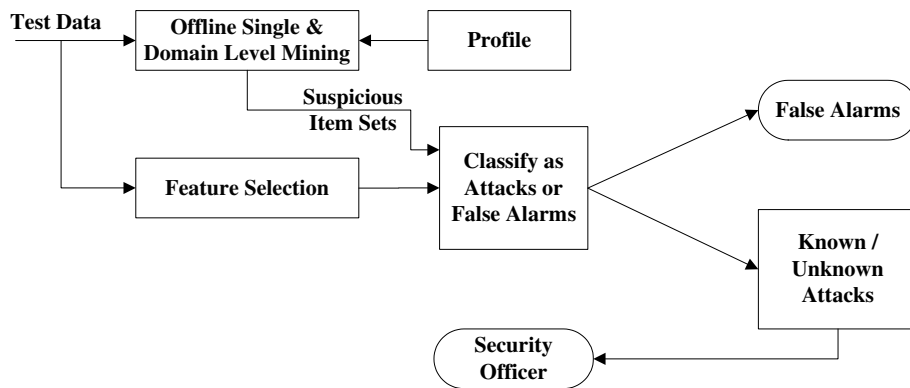 Test Data
Offline Single &
Domain Level Mining
Profile
Suspicious
Item Sets
False Alarms
Feature Selection
Classify as
Attacks or
False Alarms
Known /
Unknown
Attacks
Security
Officer